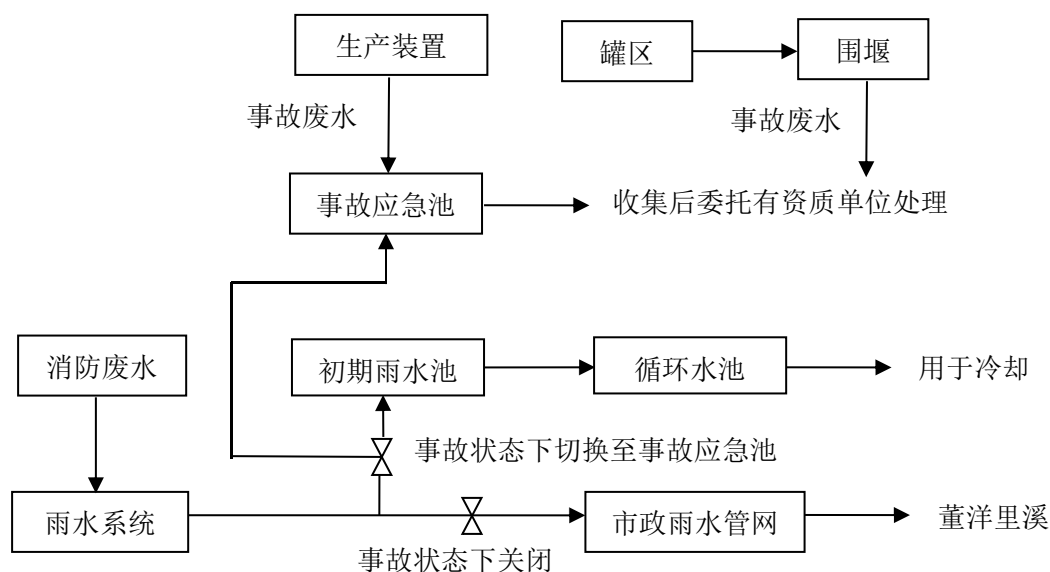 生产装置
罐区
围堰
事故废水
事故废水
事故应急池
收集后委托有资质单位处理
消防废水
初期雨水池
循环水池
用于冷却
事故状态下切换至事故应急池
雨水系统
市政雨水管网
董洋里溪
事故状态下关闭